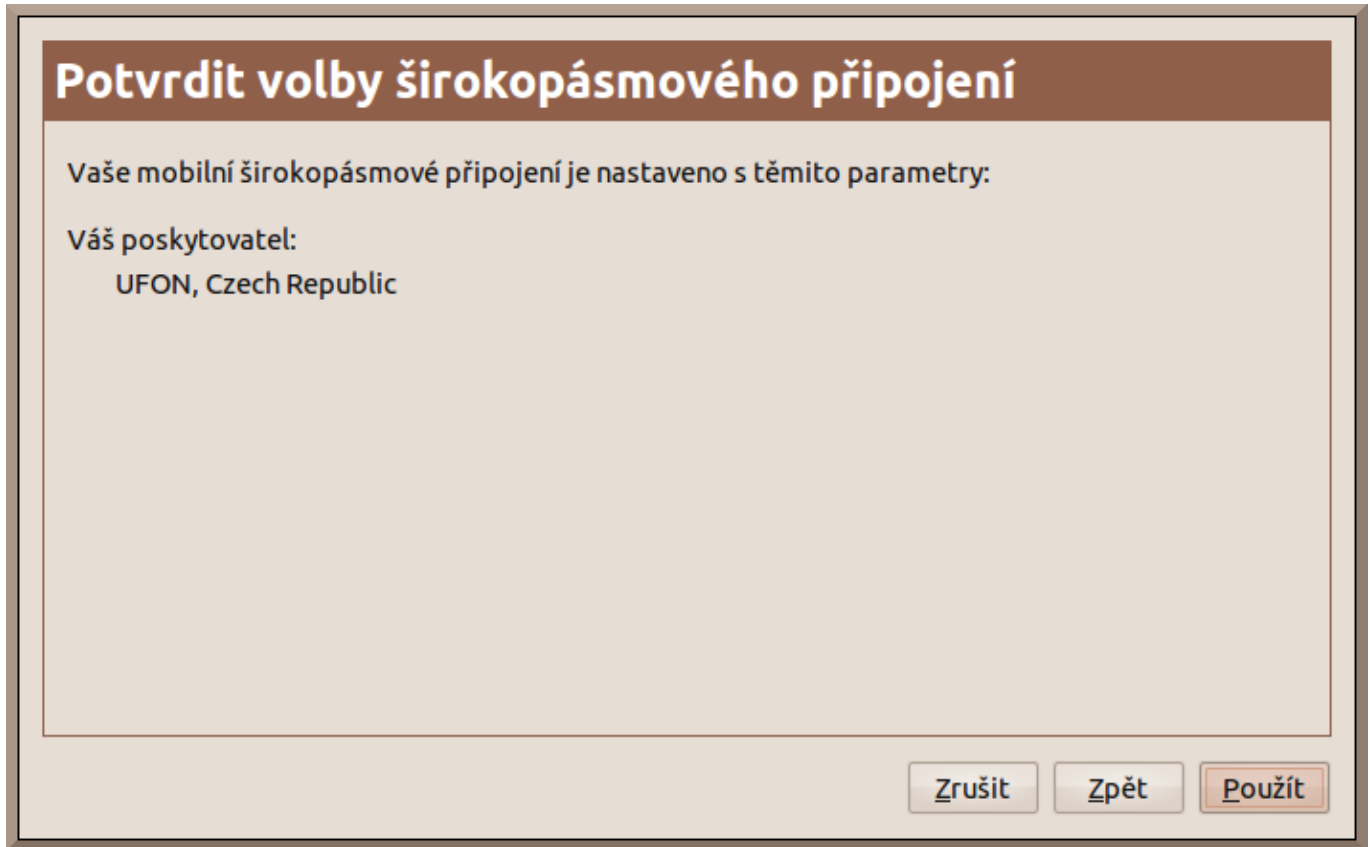 Potvrdit volby širokopásmového připojení
Vaše mobilní širokopásmové připojení je nastaveno s těmito parametry:
Váš poskytovatel:
UFON, Czech Republic
Zrušit
Zpět
Použít